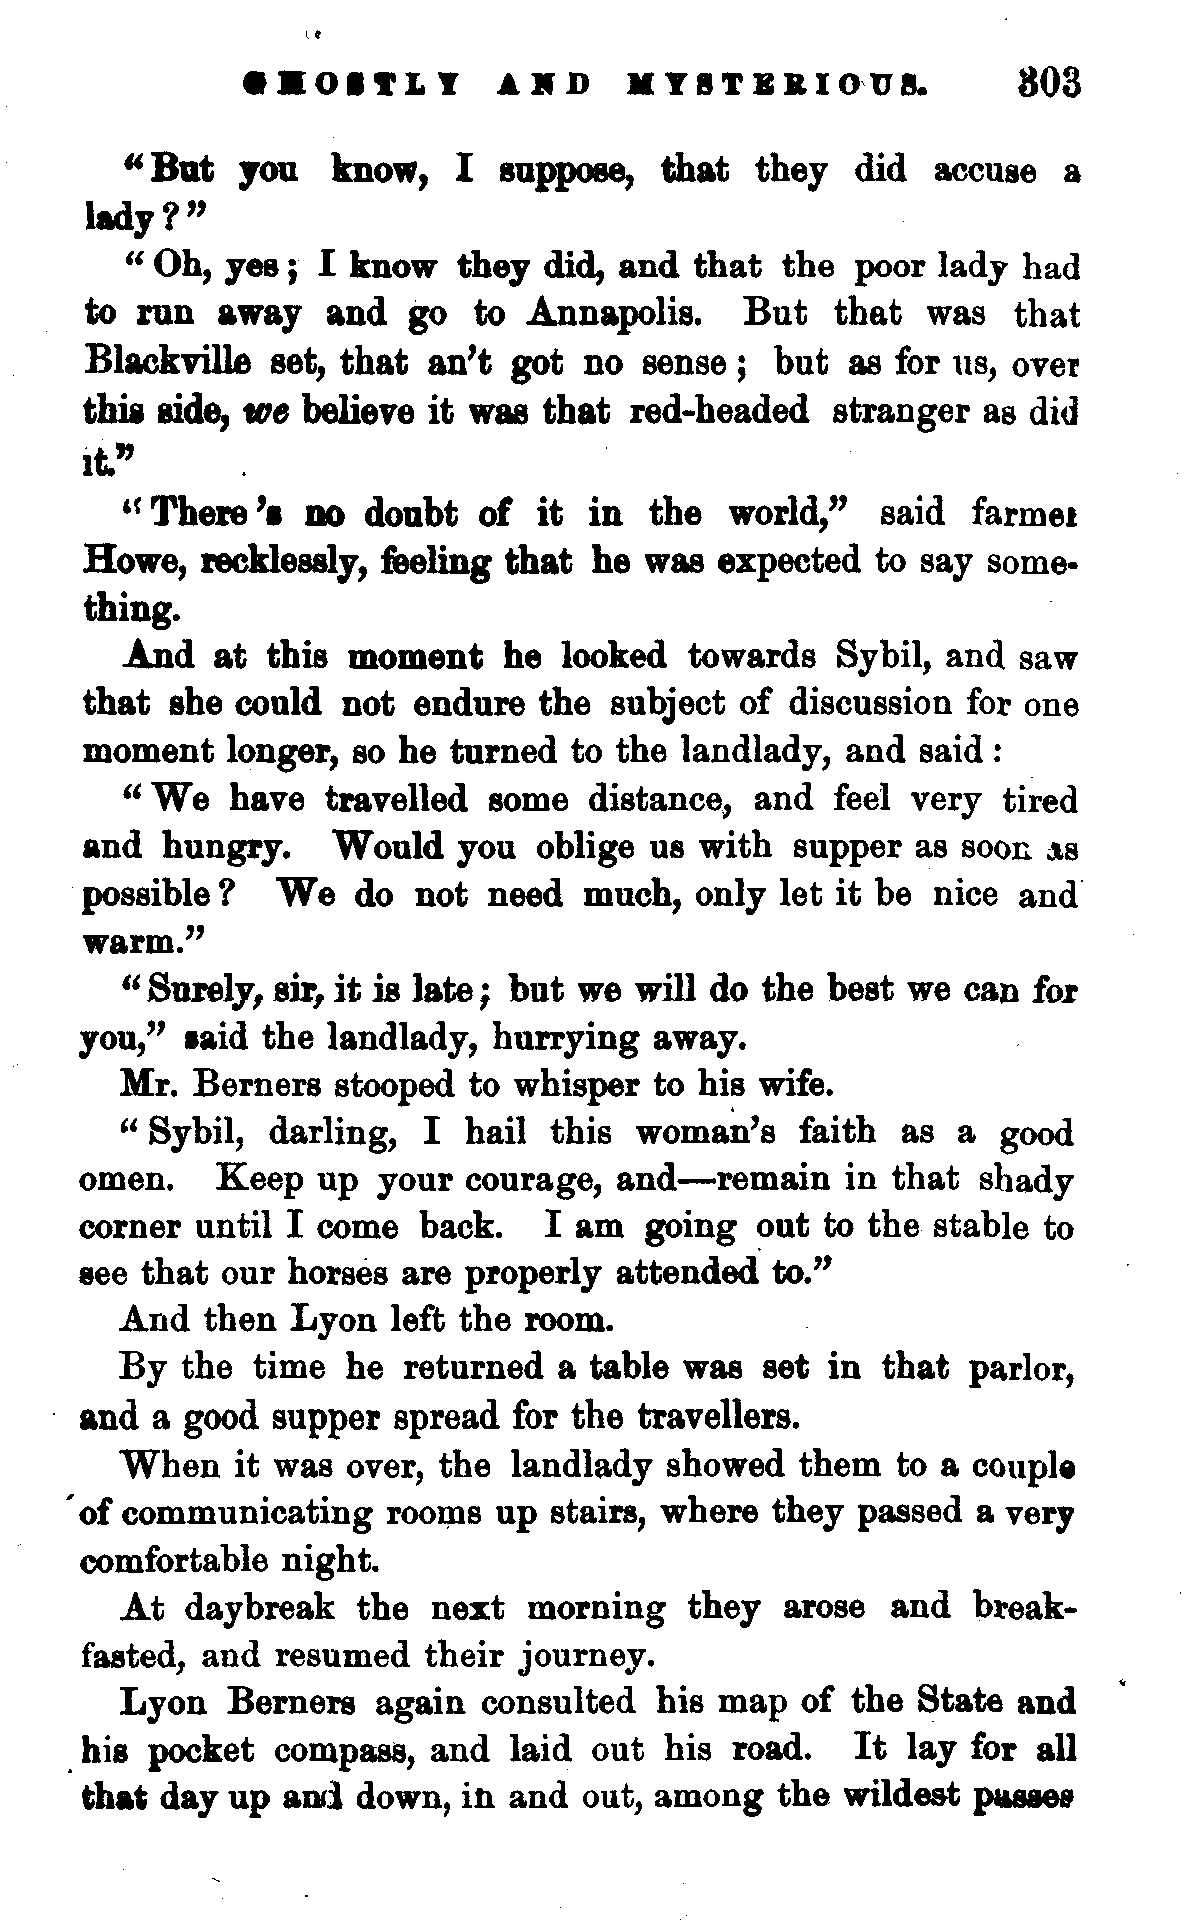 GHOSTLY AND MYSTERIOUS. 303
"But you know, I suppose, that they did accuse a
lady?"
"Oh, yes; I know they did, and that the poor lady had
to run away and go to Annapolis. But that was that
Blackville set, that an't got no sense; but as for us, over
this side, we believe it was that red-headed stranger as did
it."
"There's no doubt of it in the world," said farmer
Howe, recklessly, feeling that he was expected to say some-
thing.
And at this moment he looked towards Sybil, and saw
that she could not endure the subject of discussion for one
moment longer, so he turned to the landlady, and said:
"We have travelled some distance, and feel very tired
and hungry. Would you oblige us with supper as soon as
possible? We do not need much, only let it be nice and
warm."
"Surely, sir, it is late; but we will do the best we can for
you," said the landlady, hurrying away.
Mr. Berners stooped to whisper to his wife.
"Sybil, darling, I hail this woman's faith as a good
omen. Keep up your courage, and—remain in that shady
corner until I come back. I am going out to the stable to
see that our horses are properly attended to."
And then Lyon left the room.
By the time he returned a table was set in that parlor,
and a good supper spread for the travellers.
When it was over, the landlady showed them to a couple
of communicating rooms up stairs, where they passed a very
comfortable night.
At daybreak the next morning they arose and break-
fasted, and resumed their journey.
Lyon Berners again consulted his map of the State and
his pocket compass, and laid out his road. It lay for all
that day up and down, in and out, among the wildest passes